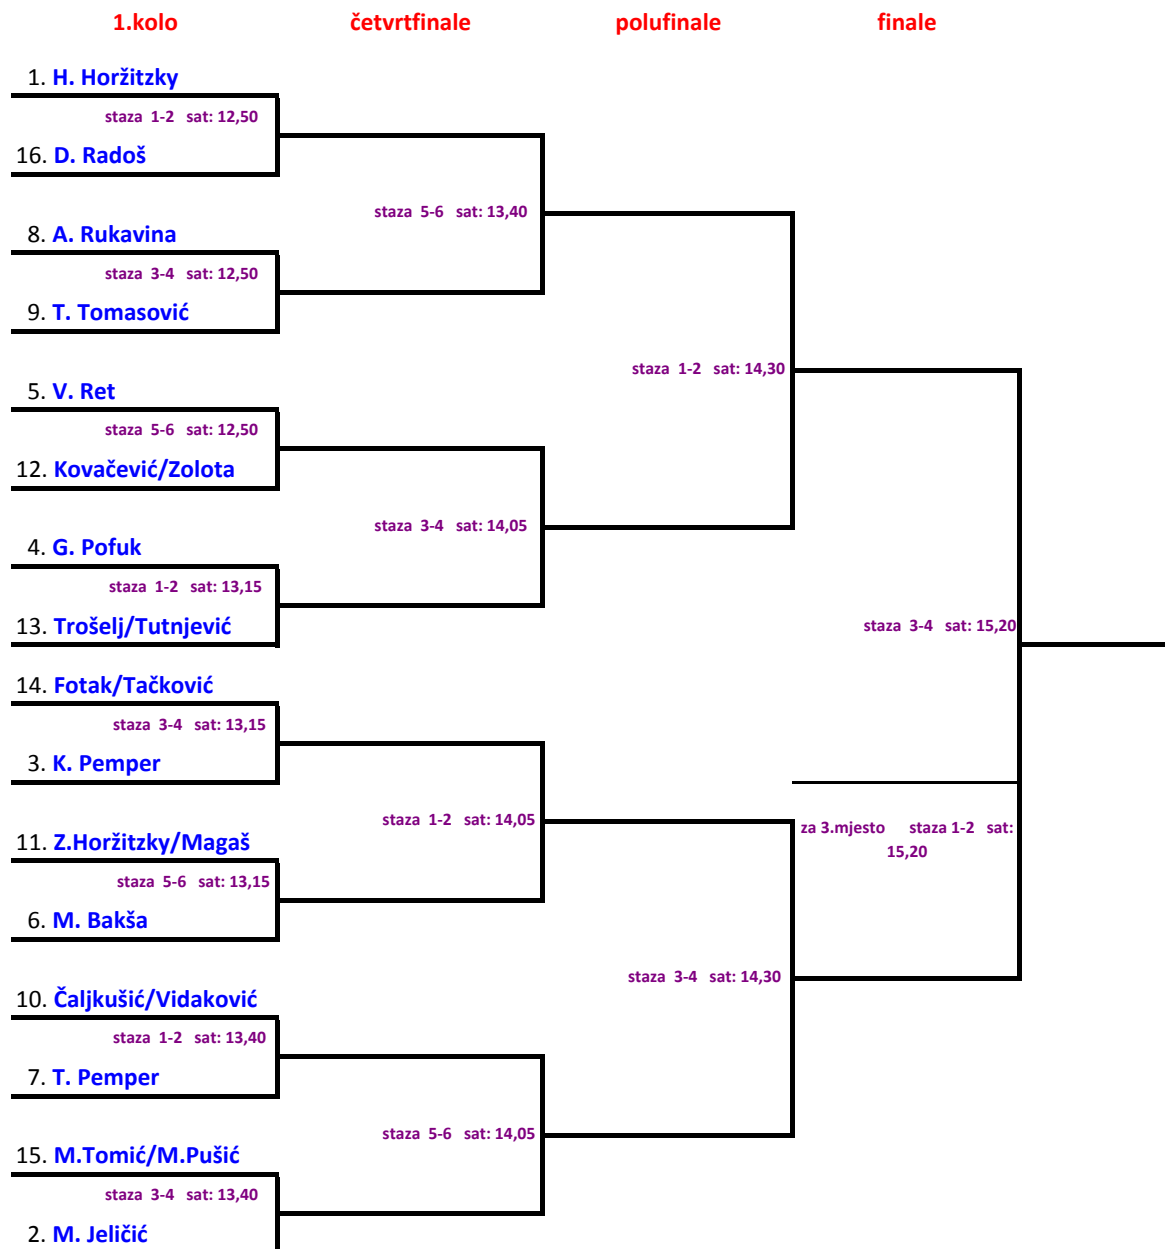 1.kolo četvrtfinale polufinale finale
1. H. Horžitzky
staza 1-2 sat: 12,50
16. D. Radoš
staza 5-6 sat: 13,40
8. A. Rukavina
staza 3-4 sat: 12,50
9. T. Tomasović
staza 1-2 sat: 14,30
5. V. Ret
staza 5-6 sat: 12,50
12. Kovačević/Zolota
staza 3-4 sat: 14,05
4. G. Pofuk
staza 1-2 sat: 13,15
13. Trošelj/Tutnjević
staza 3-4 sat: 15,20
14. Fotak/Tačković
staza 3-4 sat: 13,15
3. K. Pemper
staza 1-2 sat: 14,05
za 3.mjesto staza 1-2 sat:
15,20
11. Z.Horžitzky/Magaš
staza 5-6 sat: 13,15
6. M. Bakša
staza 3-4 sat: 14,30
10. Čaljkušić/Vidaković
staza 1-2 sat: 13,40
7. T. Pemper
staza 5-6 sat: 14,05
15. M.Tomić/M.Pušić
staza 3-4 sat: 13,40
2. M. Jeličić